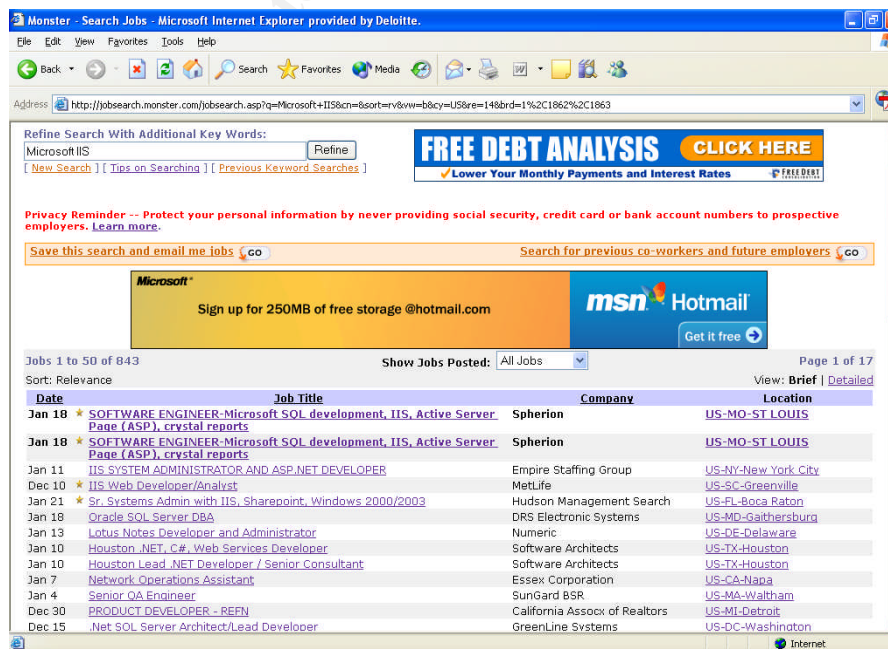 Monster - Search Jobs - Microsoft Internet Explorer provided by Deloitte.
File Edit View Favorites Tools Help
Back Search Favorites Media
Address http://jobsearch.monster.com/jobsearch.asp?q=Microsoft+IIS&cn=&sort=rv&vw=b&cy=US&re=14&brd=1%2C1862%2C1863
Refine Search With Additional Key Words:
Microsoft IIS Refine
[ New Search ] [ Tips on Searching ] [ Previous Keyword Searches ]
FREE DEBT ANALYSIS CLICK HERE
Lower Your Monthly Payments and Interest Rates FREE DEBT
Privacy Reminder -- Protect your personal information by never providing social security, credit card or bank account numbers to prospective
employers. Learn more.
Save this search and email me jobs GO Search for previous co-workers and future employers GO
Microsoft
Sign up for 250MB of free storage @hotmail.com
msn Hotmail
Get it free
Jobs 1 to 50 of 843 Show Jobs Posted: All Jobs Page 1 of 17
Sort: Relevance View: Brief | Detailed
Date Job Title Company Location
Jan 18 SOFTWARE ENGINEER-Microsoft SQL development, IIS, Active Server Spherion US-MO-ST LOUIS
Page (ASP), crystal reports
Jan 18 SOFTWARE ENGINEER-Microsoft SQL development, IIS, Active Server Spherion US-MO-ST LOUIS
Page (ASP), crystal reports
Jan 11 IIS SYSTEM ADMINISTRATOR AND ASP.NET DEVELOPER Empire Staffing Group US-NY-New York City
Dec 10 IIS Web Developer/Analyst MetLife US-SC-Greenville
Jan 21 Sr. Systems Admin with IIS, Sharepoint, Windows 2000/2003 Hudson Management Search US-FL-Boca Raton
Jan 18 Oracle SQL Server DBA DRS Electronic Systems US-MD-Gaithersburg
Jan 13 Lotus Notes Developer and Administrator Numeric US-DE-Delaware
Jan 10 Houston .NET, C#, Web Services Developer Software Architects US-TX-Houston
Jan 10 Houston Lead .NET Developer / Senior Consultant Software Architects US-TX-Houston
Jan 7 Network Operations Assistant Essex Corporation US-CA-Napa
Jan 4 Senior QA Engineer SunGard BSR US-MA-Waltham
Dec 30 PRODUCT DEVELOPER - REFN California Assocx of Realtors US-MI-Detroit
Dec 15 .Net SQL Server Architect/Lead Developer GreenLine Systems US-DC-Washington
Internet